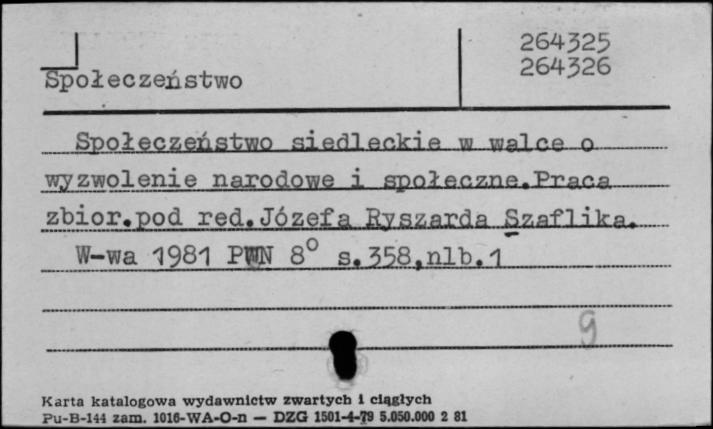 264325
264326
Społeczeństwo
Społeczeństwo siedleckie w walce o
wyzwolenie narodowe i społeczne.Praca
zbior.pod red.Józefa Ryszarda Szaflika.
W-wa 1981 PWN 8° s.358,nlb.1
9
Karta katalogowa wydawnictw zwartych i ciągłych
Pu-B-144 zam. 1016-WA-O-n — DZG 1501-4-79 5.050.000 2 81